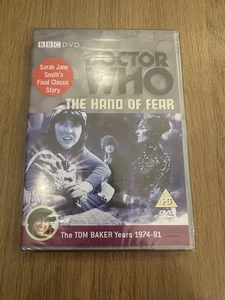 BBC DVD
DOCTOR
WHO
Sarah Jane
Smith's
Final Classic
Story
THE HAND OF FEAR
PG
DVD
The TOM BAKER Years 1974-81